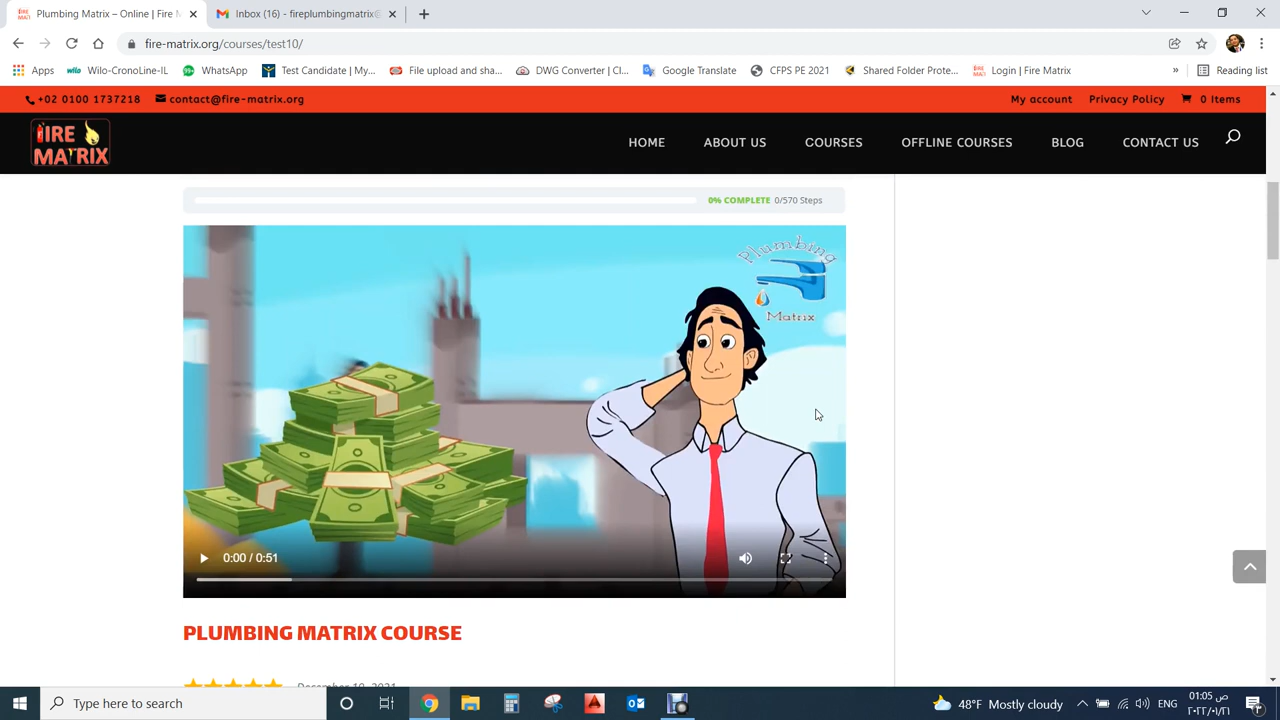 Plumbing Matrix – Online | Fire M
Inbox (16) - fireplumbingmatrix@
fire-matrix.org/courses/test10/
Apps
Wilo-CronoLine-IL
WhatsApp
Test Candidate | My...
File upload and sha...
DWG Converter | Cl...
Google Translate
CFPS PE 2021
Shared Folder Prote...
Login | Fire Matrix
»
Reading list
+02 0100 1737218
contact@fire-matrix.org
My account
Privacy Policy
0 Items
FIRE
MATRIX
HOME
ABOUT US
COURSES
OFFLINE COURSES
BLOG
CONTACT US
0% COMPLETE 0/570 Steps
Plumbing
Matrix
0:00 / 0:51
PLUMBING MATRIX COURSE
December 10, 2021
Type here to search
48°F Mostly cloudy
ENG
01:05 ص